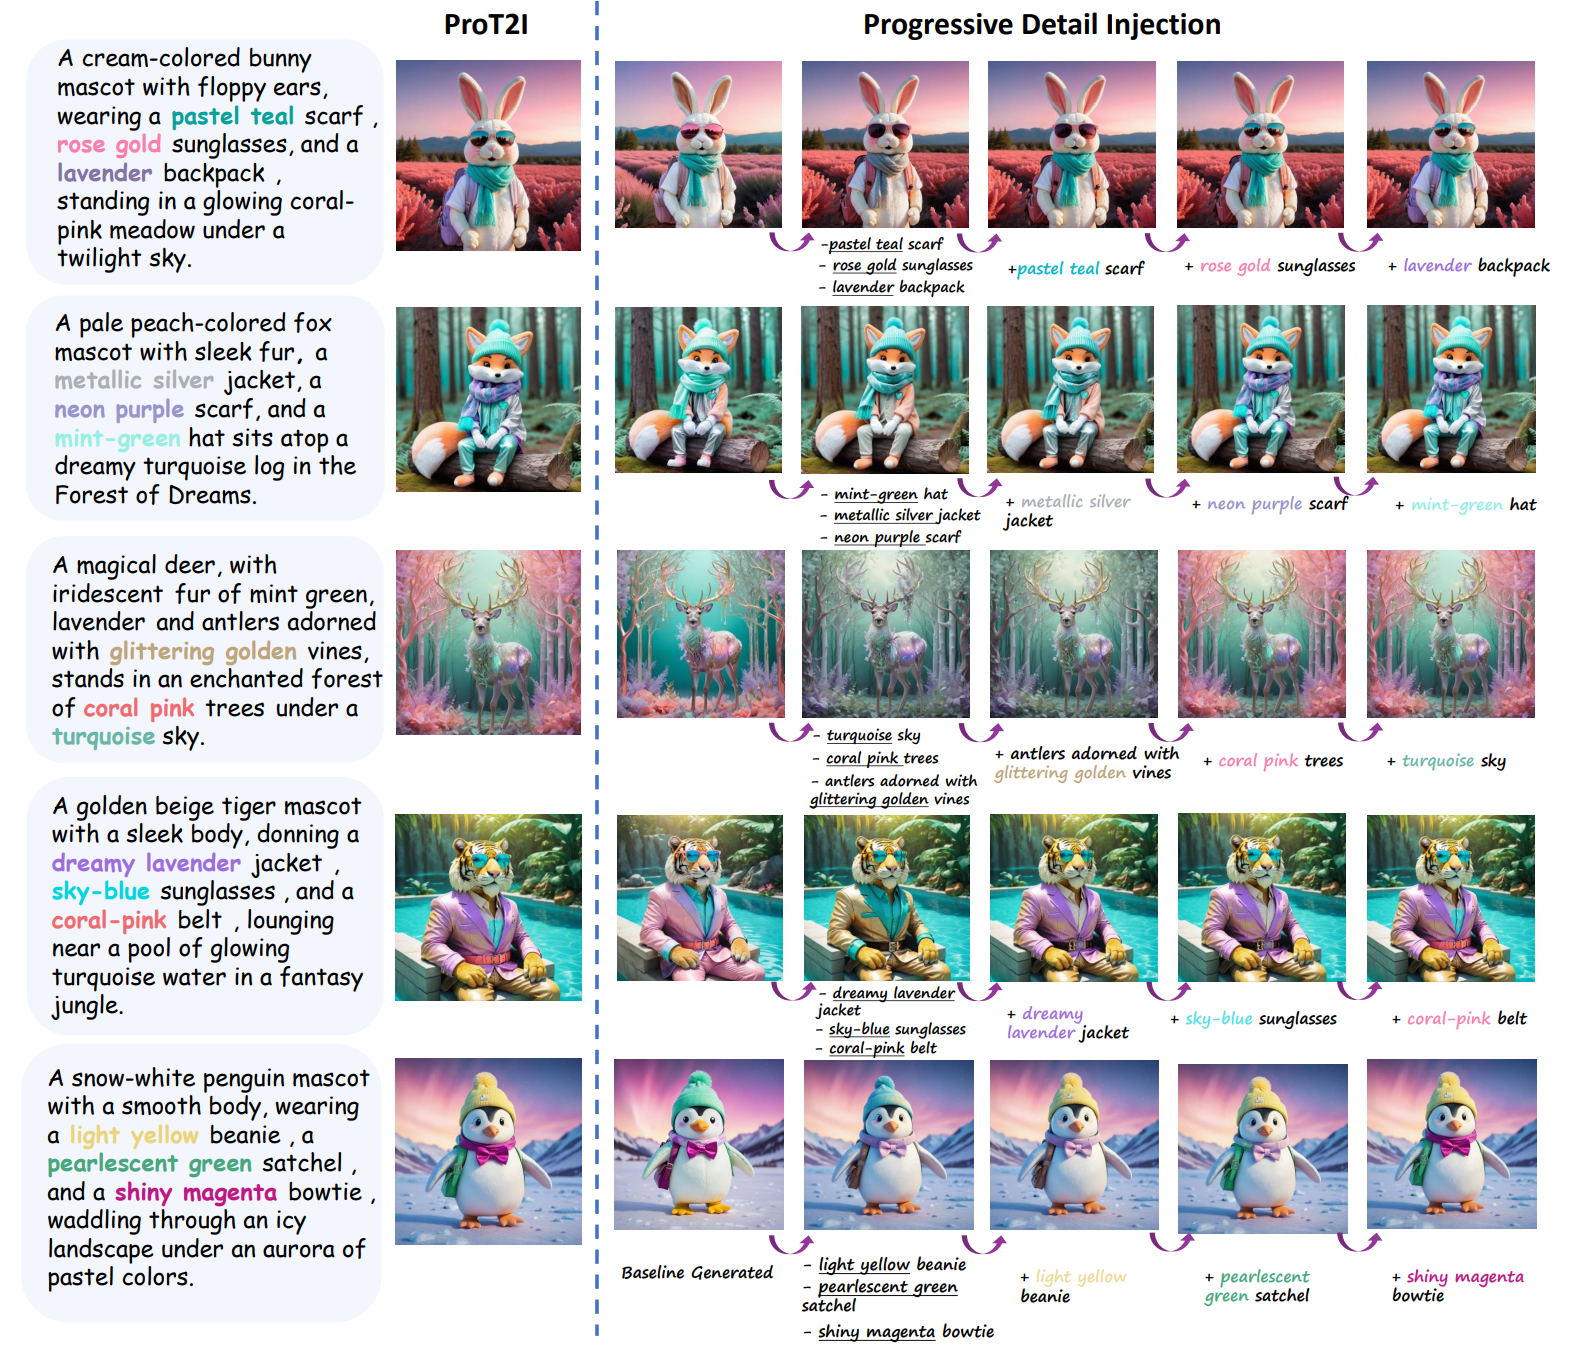 ProT2I
Progressive Detail Injection
A cream-colored bunny
mascot with floppy ears,
wearing a pastel teal scarf ,
rose gold sunglasses, and a
lavender backpack ,
standing in a glowing coral-
pink meadow under a
twilight sky.
-pastel teal scarf
- rose gold sunglasses
- lavender backpack
+pastel teal scarf
+ rose gold sunglasses
+ lavender backpack
A pale peach-colored fox
mascot with sleek fur, a
metallic silver jacket, a
neon purple scarf, and a
mint-green hat sits atop a
dreamy turquoise log in the
Forest of Dreams.
- mint-green hat
- metallic silver jacket
- neon purple scarf
+ metallic silver
jacket
+ neon purple scarf
+ mint-green hat
A magical deer, with
iridescent fur of mint green,
lavender and antlers adorned
with glittering golden vines,
stands in an enchanted forest
of coral pink trees under a
turquoise sky.
- turquoise sky
- coral pink trees
- antlers adorned with
glittering golden vines
+ antlers adorned with
glittering golden vines
+ coral pink trees
+ turquoise sky
A golden beige tiger mascot
with a sleek body, donning a
dreamy lavender jacket ,
sky-blue sunglasses , and a
coral-pink belt , lounging
near a pool of glowing
turquoise water in a fantasy
jungle.
- dreamy lavender
jacket
- sky-blue sunglasses
- coral-pink belt
+ dreamy
lavender jacket
+ sky-blue sunglasses
+ coral-pink belt
A snow-white penguin mascot
with a smooth body, wearing
a light yellow beanie , a
pearlescent green satchel ,
and a shiny magenta bowtie ,
waddling through an icy
landscape under an aurora of
pastel colors.
Baseline Generated
- light yellow beanie
- pearlescent green
satchel
- shiny magenta bowtie
+ light yellow
beanie
+ pearlescent
green satchel
+ shiny magenta
bowtie